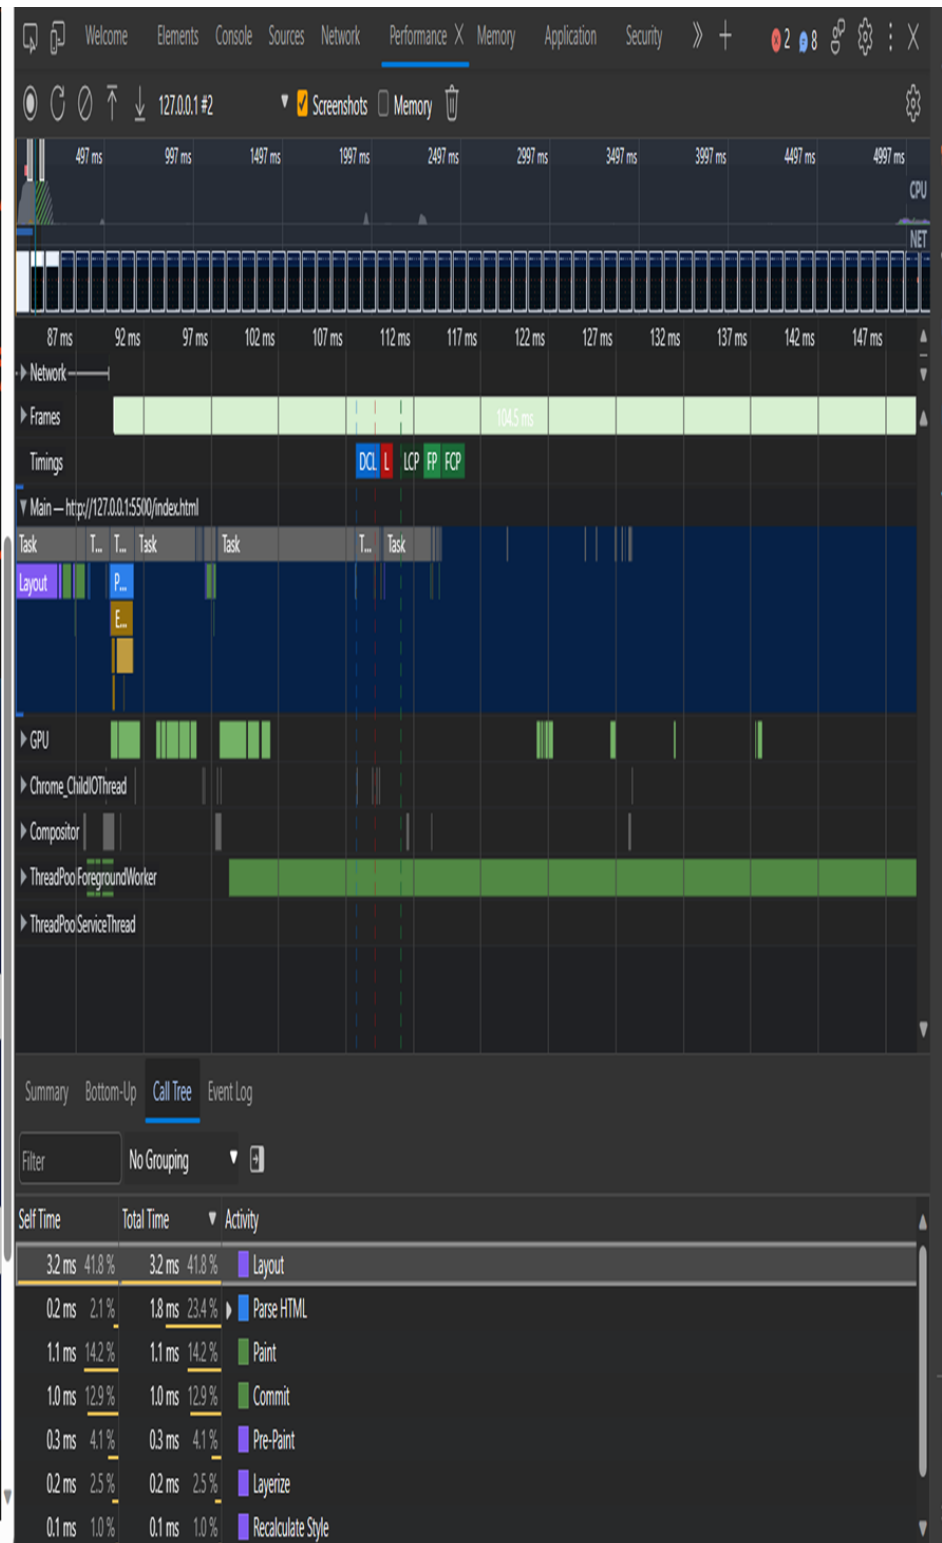 Welcome Elements Console Sources Network Performance Memory Application Security 2 8
127.0.0.1 #2 Screenshots Memory
497 ms 997 ms 1497 ms 1997 ms 2497 ms 2997 ms 3497 ms 3997 ms 4497 ms 4997 ms
CPU
NET
87 ms 92 ms 97 ms 102 ms 107 ms 112 ms 117 ms 122 ms 127 ms 132 ms 137 ms 142 ms 147 ms
Network
Frames 104.5 ms
Timings DCL L LCP FP FCP
Main — http://127.0.0.1:5500/index.html
Task T... T... Task Task T... Task
Layout P...
E...
GPU
Chrome_ChildIOThread
Compositor
ThreadPoolForegroundWorker
ThreadPoolServiceThread
Summary Bottom-Up Call Tree Event Log
Filter No Grouping
Self Time Total Time Activity
3.2 ms 41.8 % 3.2 ms 41.8 % Layout
0.2 ms 2.1 % 1.8 ms 23.4 % Parse HTML
1.1 ms 14.2 % 1.1 ms 14.2 % Paint
1.0 ms 12.9 % 1.0 ms 12.9 % Commit
0.3 ms 4.1 % 0.3 ms 4.1 % Pre-Paint
0.2 ms 2.5 % 0.2 ms 2.5 % Layerize
0.1 ms 1.0 % 0.1 ms 1.0 % Recalculate Style